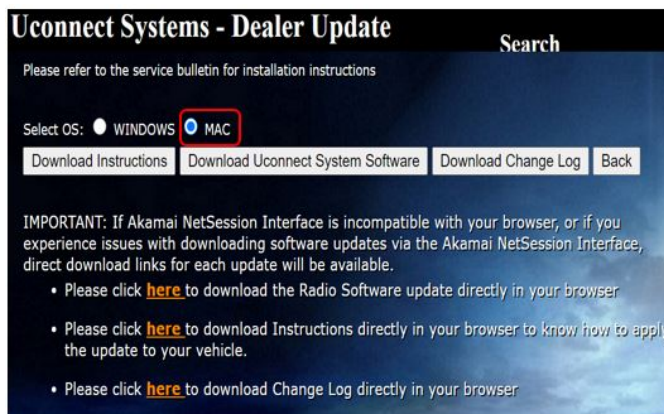 Uconnect Systems - Dealer Update
Search
Please refer to the service bulletin for installation instructions
Select OS: WINDOWS MAC
Download Instructions Download Uconnect System Software Download Change Log Back
IMPORTANT: If Akamai NetSession Interface is incompatible with your browser, or if you
experience issues with downloading software updates via the Akamai NetSession Interface,
direct download links for each update will be available.
• Please click here to download the Radio Software update directly in your browser
• Please click here to download Instructions directly in your browser to know how to apply
the update to your vehicle.
• Please click here to download Change Log directly in your browser